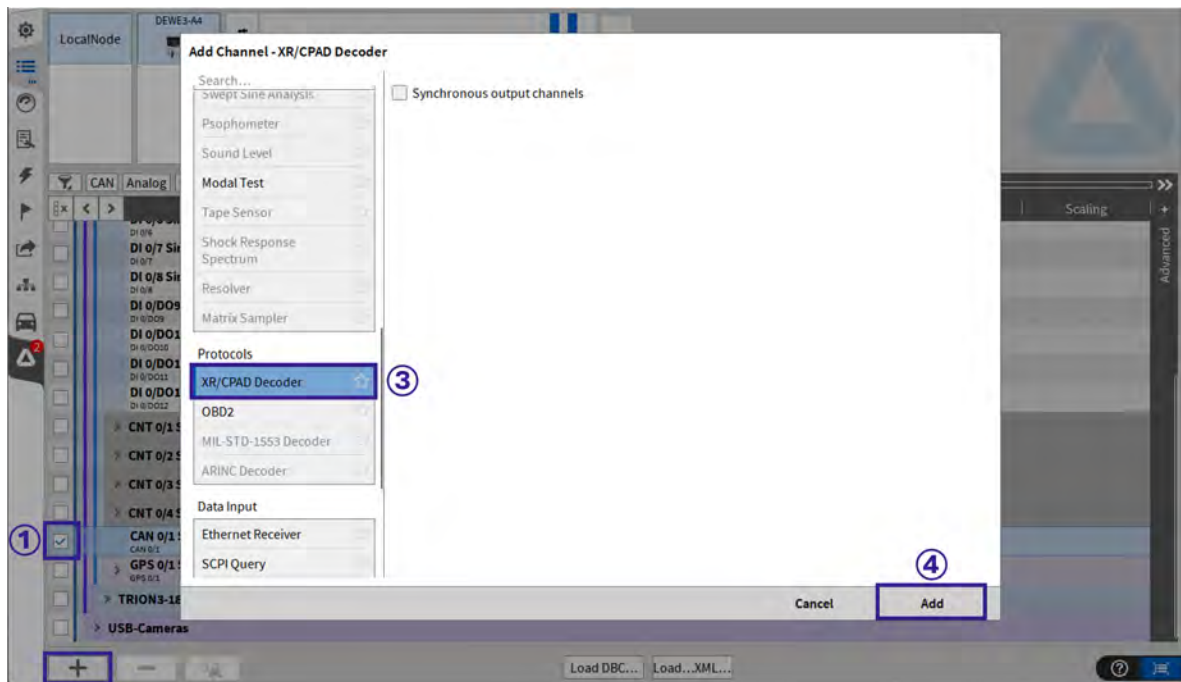 DEWE3-A4
LocalNode
Add Channel - XR/CPAD Decoder
Search...
Synchronous output channels
Swept Sine Analysis
Psophometer
Sound Level
Modal Test
Tape Sensor
Shock Response
Spectrum
Resolver
Matrix Sampler
Protocols
XR/CPAD Decoder
③
OBD2
MIL-STD-1553 Decoder
ARINC Decoder
Data Input
Ethernet Receiver
SCPI Query
④
Cancel
Add
CAN
Analog
Scaling
Advanced
DI 0/6
DI 0/7 Sir
DI 0/7
DI 0/8 Sir
DI 0/8
DI 0/DO9
DI 0/DO9
DI 0/DO1
DI 0/DO10
DI 0/DO1
DI 0/DO11
DI 0/DO1
DI 0/DO12
CNT 0/1 S
CNT 0/2 S
CNT 0/3 S
CNT 0/4 S
①
CAN 0/1
CAN 0/1
GPS 0/1
GPS 0/1
TRION3-18
USB-Cameras
2
Load DBC...
Load...XML...